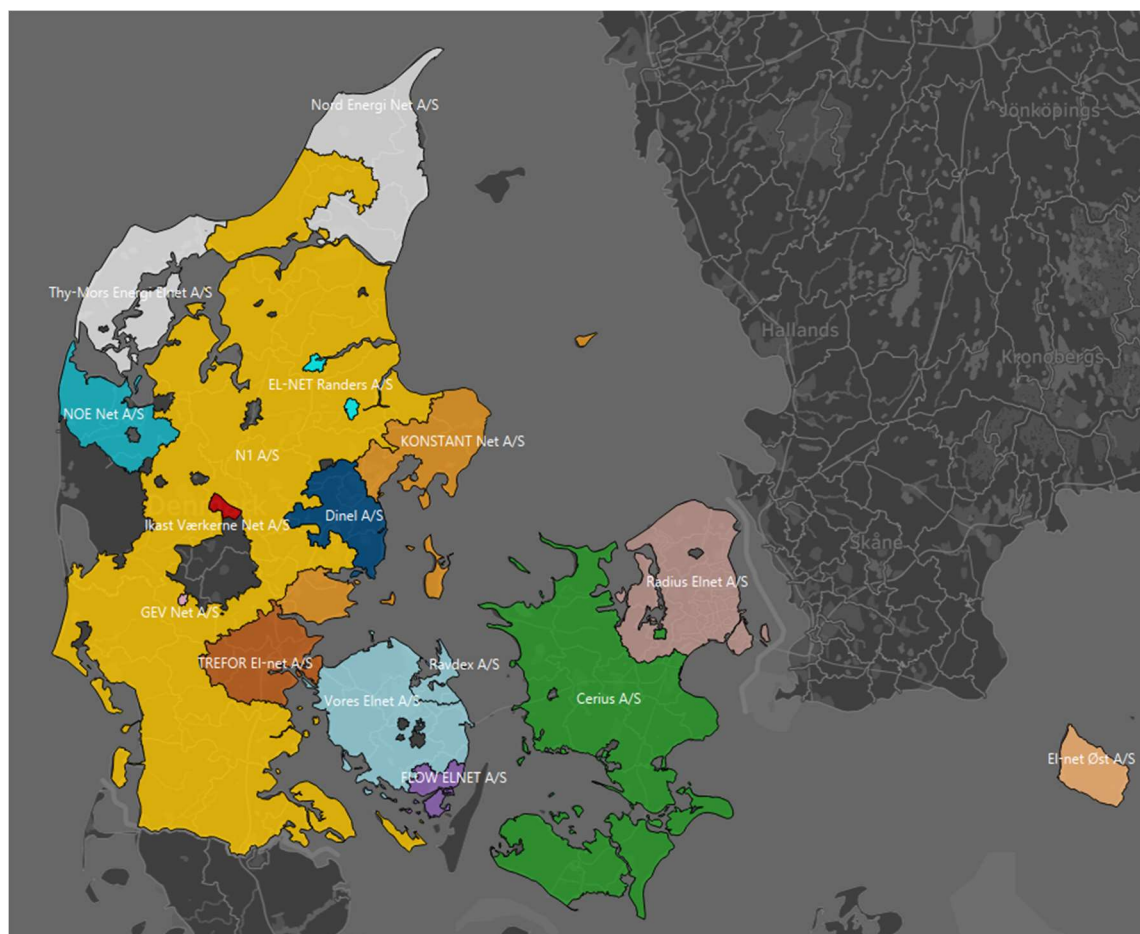 Nord Energi Net A/S
Jönköpings
Thy-Mors Energi Elnet A/S
Hallands
Kronobergs
EL-NET Randers A/S
NOE Net A/S
KONSTANT Net A/S
N1 A/S
Ikast Værkerne Net A/S
Dinel A/S
Skåne
Radius Elnet A/S
GEV Net A/S
TREFOR El-net A/S
Ravdex A/S
Vores Elnet A/S
Cerius A/S
El-net Øst A/S
FLOW ELNET A/S